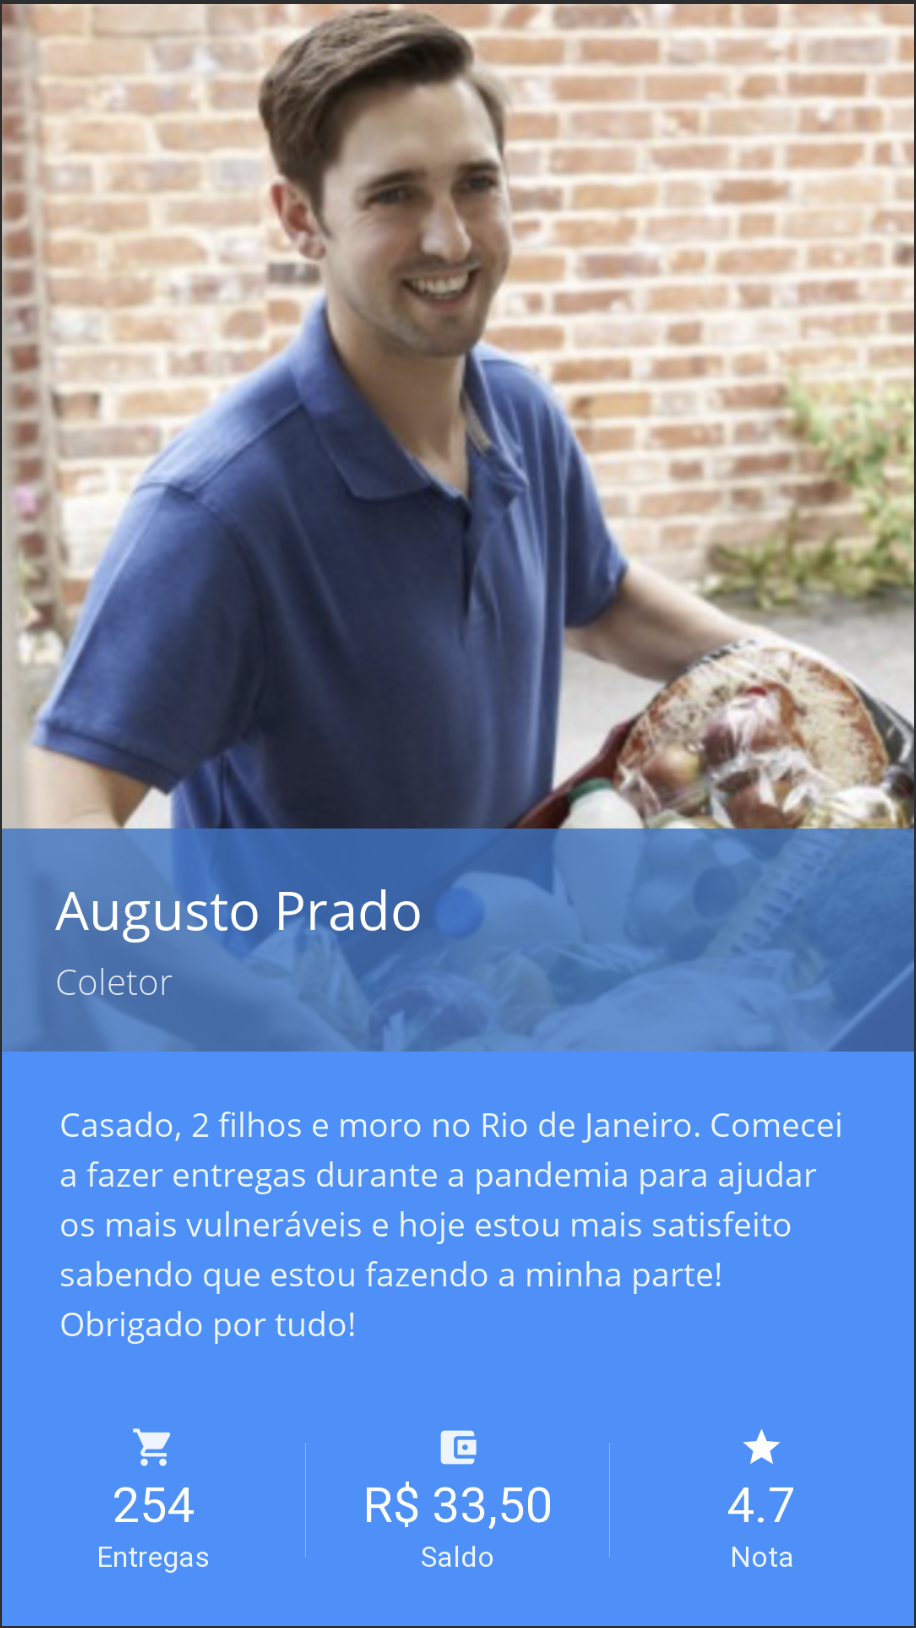 Augusto Prado
Coletor
Casado, 2 filhos e moro no Rio de Janeiro. Comecei
a fazer entregas durante a pandemia para ajudar
os mais vulneráveis e hoje estou mais satisfeito
sabendo que estou fazendo a minha parte!
Obrigado por tudo!
254
Entregas
R$ 33,50
Saldo
4.7
Nota